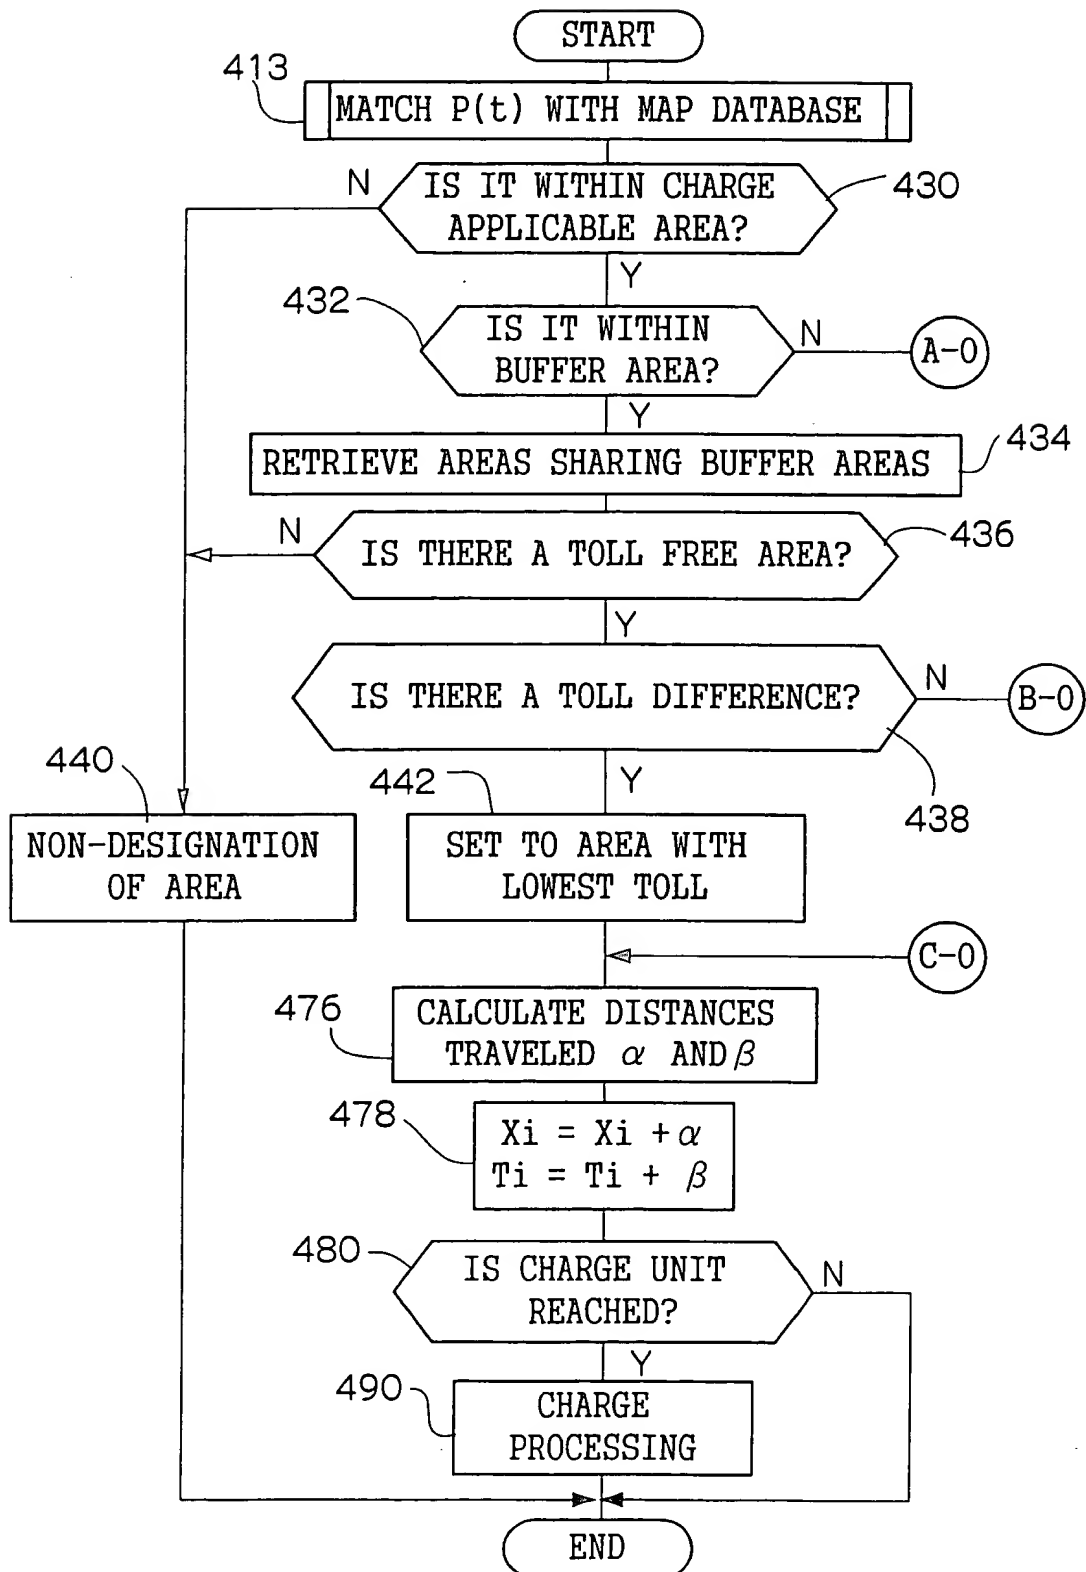 START
413
MATCH P(t) WITH MAP DATABASE
N
IS IT WITHIN CHARGE
APPLICABLE AREA?
430
Y
432
IS IT WITHIN
BUFFER AREA?
N
A-0
Y
RETRIEVE AREAS SHARING BUFFER AREAS
434
N
IS THERE A TOLL FREE AREA?
436
Y
IS THERE A TOLL DIFFERENCE?
N
B-0
438
440
442
Y
NON-DESIGNATION
OF AREA
SET TO AREA WITH
LOWEST TOLL
C-0
476
CALCULATE DISTANCES
TRAVELED α AND β
478
Xi = Xi + α
Ti = Ti + β
480
IS CHARGE UNIT
REACHED?
N
Y
490
CHARGE
PROCESSING
END